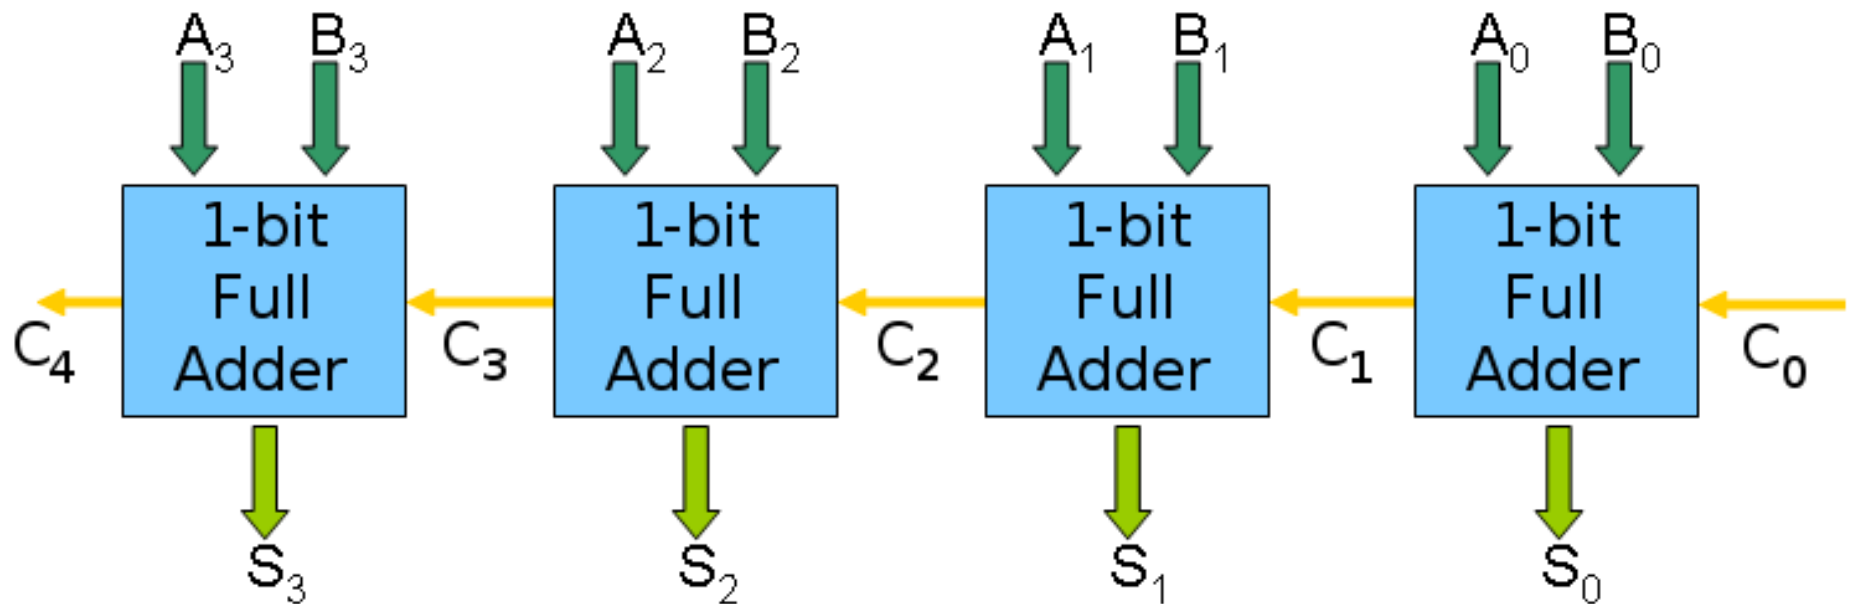 A₃ B₃ A₂ B₂ A₁ B₁ A₀ B₀
1-bit Full Adder
1-bit Full Adder
1-bit Full Adder
1-bit Full Adder
C₄ C₃ C₂ C₁ C₀
S₃ S₂ S₁ S₀